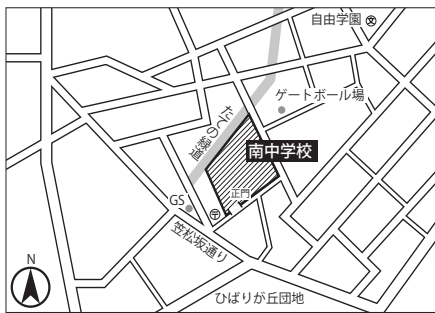 自由学園
ゲートボール場
たての緑道
南中学校
正門
GS
笠松坂通り
N
ひばりが丘団地